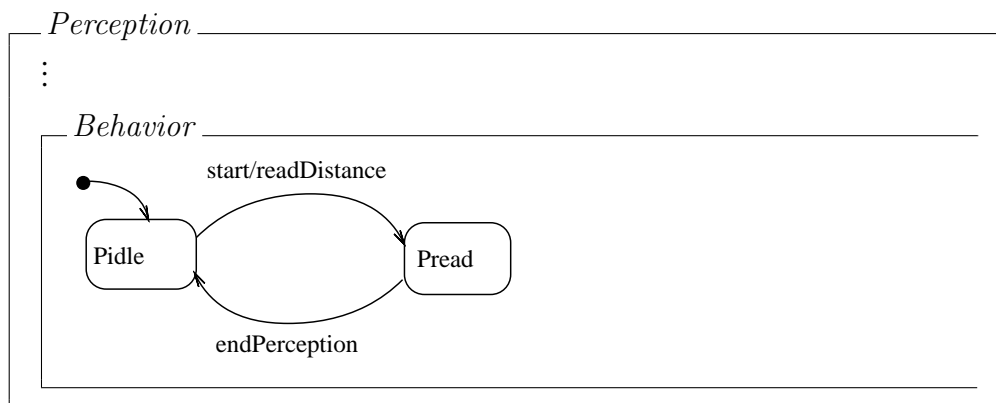 Perception
⋮
Behavior
start/readDistance
Pidle
Pread
endPerception